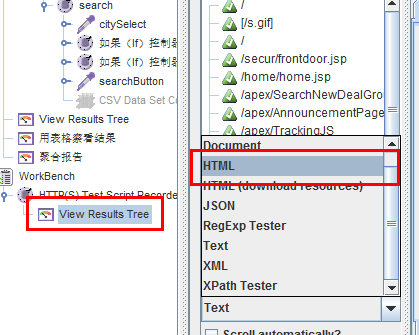 search
citySelect
如果（If）控制器
如果（If）控制器
searchButton
CSV Data Set Co
View Results Tree
用表格察看结果
聚合报告
WorkBench
HTTP(S) Test Script Recorde
View Results Tree
/
[/s.gif]
/
/secur/frontdoor.jsp
/home/home.jsp
/apex/SearchNewDealGro
/apex/AnnouncementPage
/apex/TrackingJS
Document
HTML
HTML (download resources)
JSON
RegExp Tester
Text
XML
XPath Tester
Text
Scroll automatically?